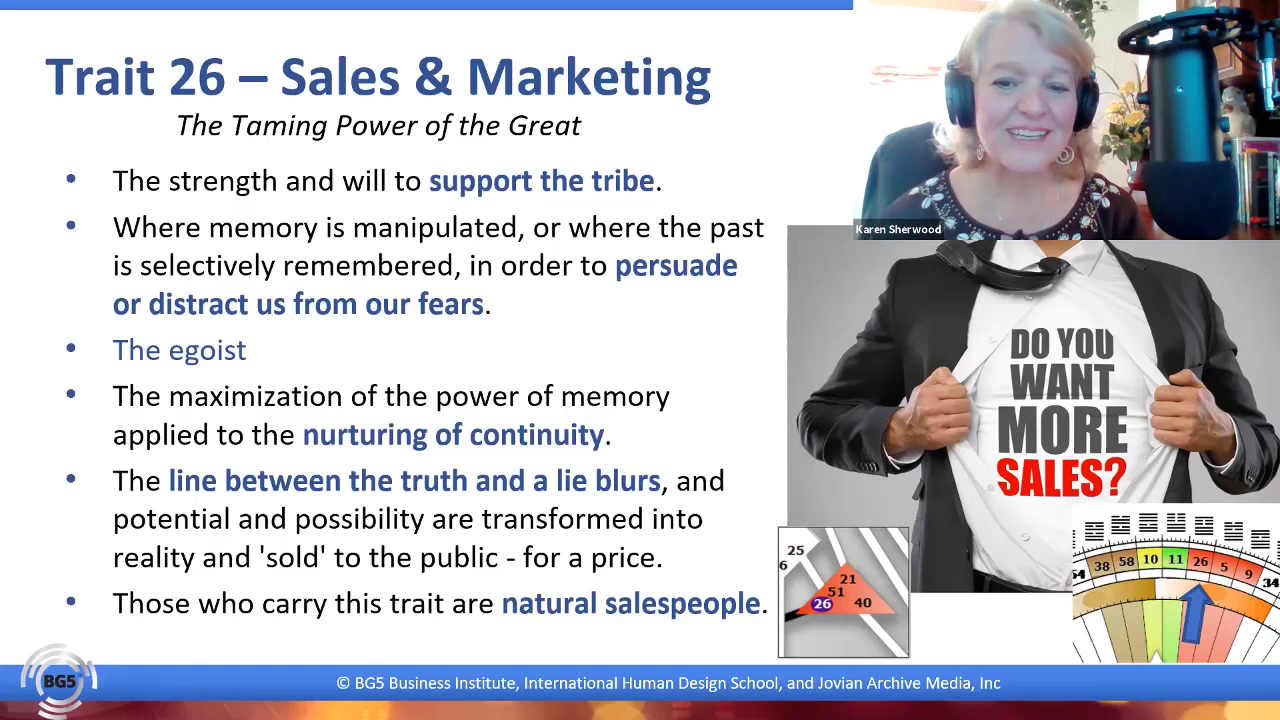 Trait 26 – Sales & Marketing
The Taming Power of the Great
• The strength and will to support the tribe.
• Where memory is manipulated, or where the past
is selectively remembered, in order to persuade
or distract us from our fears.
• The egoist
• The maximization of the power of memory
applied to the nurturing of continuity.
• The line between the truth and a lie blurs, and
potential and possibility are transformed into
reality and 'sold' to the public - for a price.
• Those who carry this trait are natural salespeople.
Karen Sherwood
DO YOU
WANT
MORE
SALES?
25
6
21
51
26 40
54 38 58 10 11 26 5 9 34
BG5
© BG5 Business Institute, International Human Design School, and Jovian Archive Media, Inc